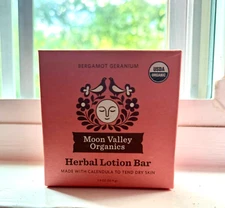 BERGAMOT GERANIUM
USDA
ORGANIC
Moon Valley
Organics
Herbal Lotion Bar
MADE WITH CALENDULA TO TEND DRY SKIN